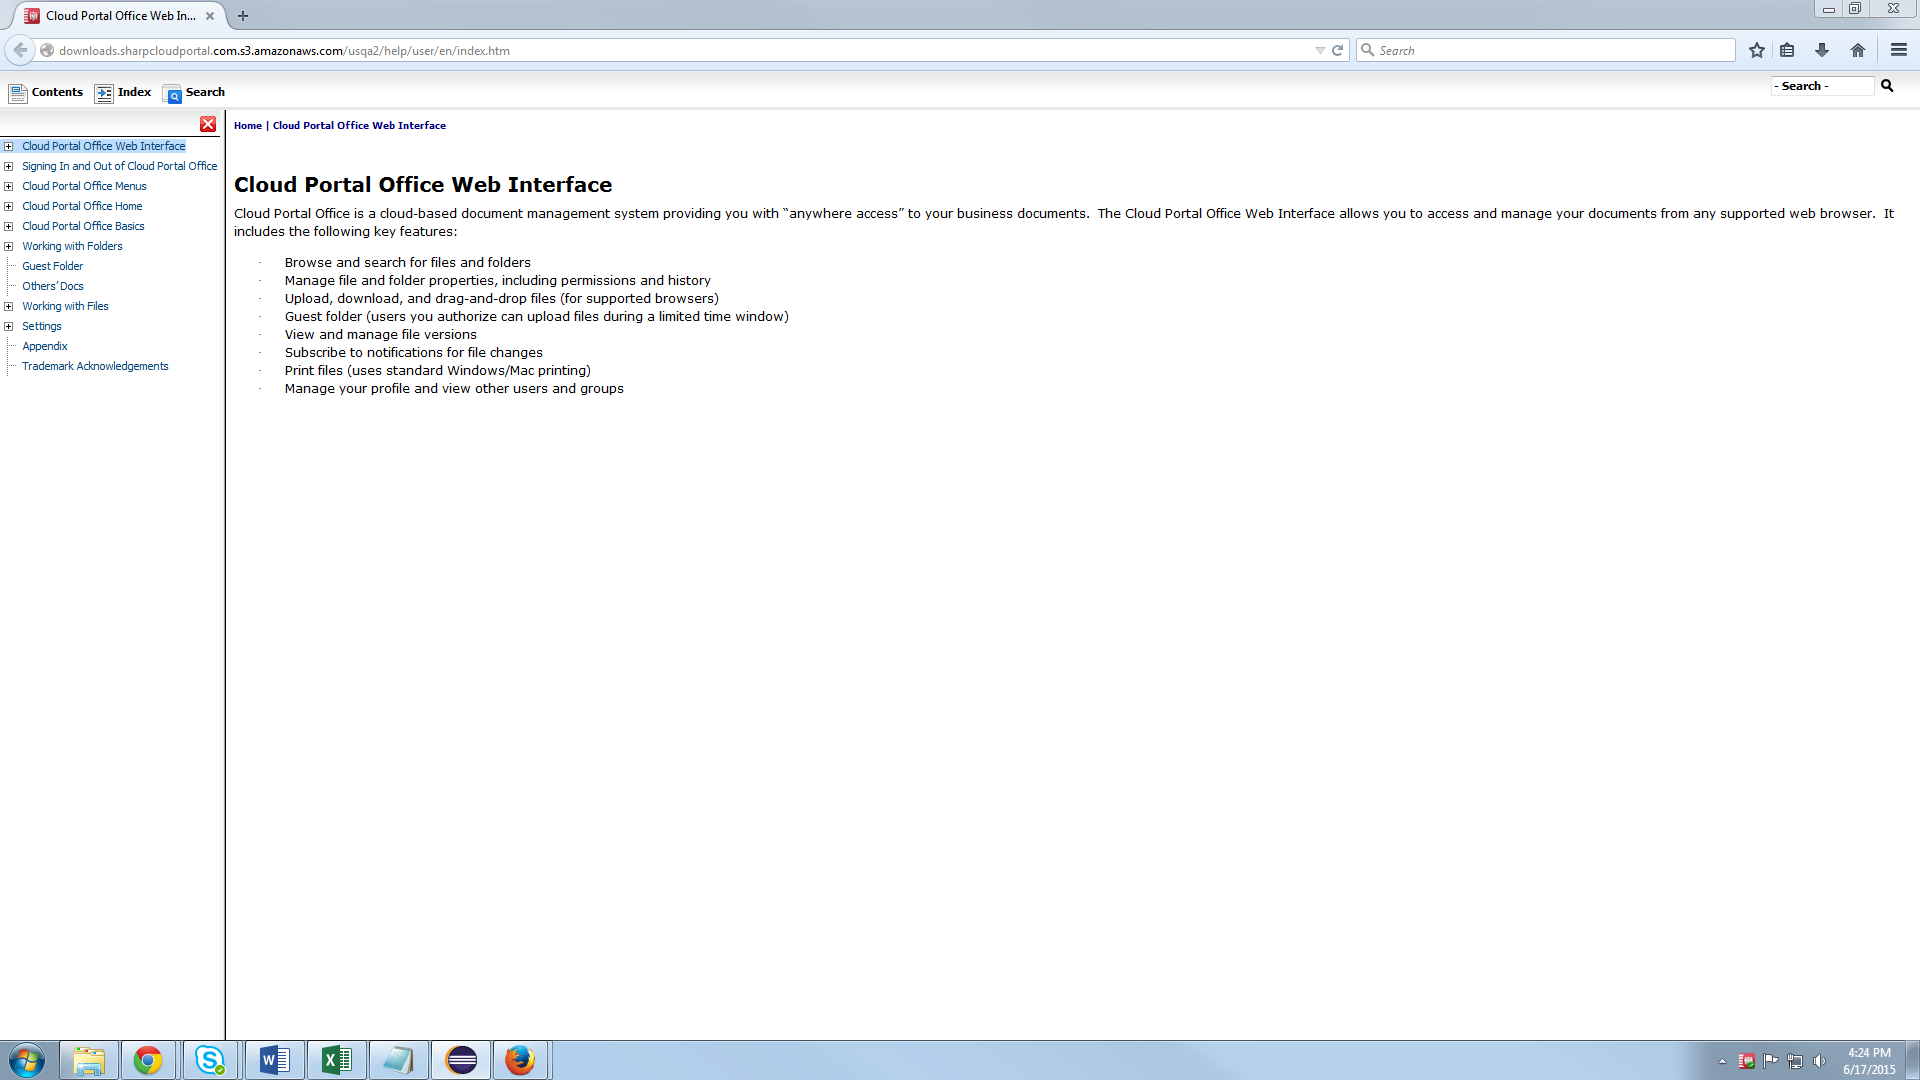 Cloud Portal Office Web In...
downloads.sharpcloudportal.com.s3.amazonaws.com/usqa2/help/user/en/index.htm
Search
Contents
Index
Search
- Search -
Home | Cloud Portal Office Web Interface
Cloud Portal Office Web Interface
Signing In and Out of Cloud Portal Office
Cloud Portal Office Menus
Cloud Portal Office Home
Cloud Portal Office Basics
Working with Folders
Guest Folder
Others' Docs
Working with Files
Settings
Appendix
Trademark Acknowledgements
Cloud Portal Office Web Interface
Cloud Portal Office is a cloud-based document management system providing you with “anywhere access” to your business documents.  The Cloud Portal Office Web Interface allows you to access and manage your documents from any supported web browser.  It
includes the following key features:
· Browse and search for files and folders
· Manage file and folder properties, including permissions and history
· Upload, download, and drag-and-drop files (for supported browsers)
· Guest folder (users you authorize can upload files during a limited time window)
· View and manage file versions
· Subscribe to notifications for file changes
· Print files (uses standard Windows/Mac printing)
· Manage your profile and view other users and groups
4:24 PM
6/17/2015